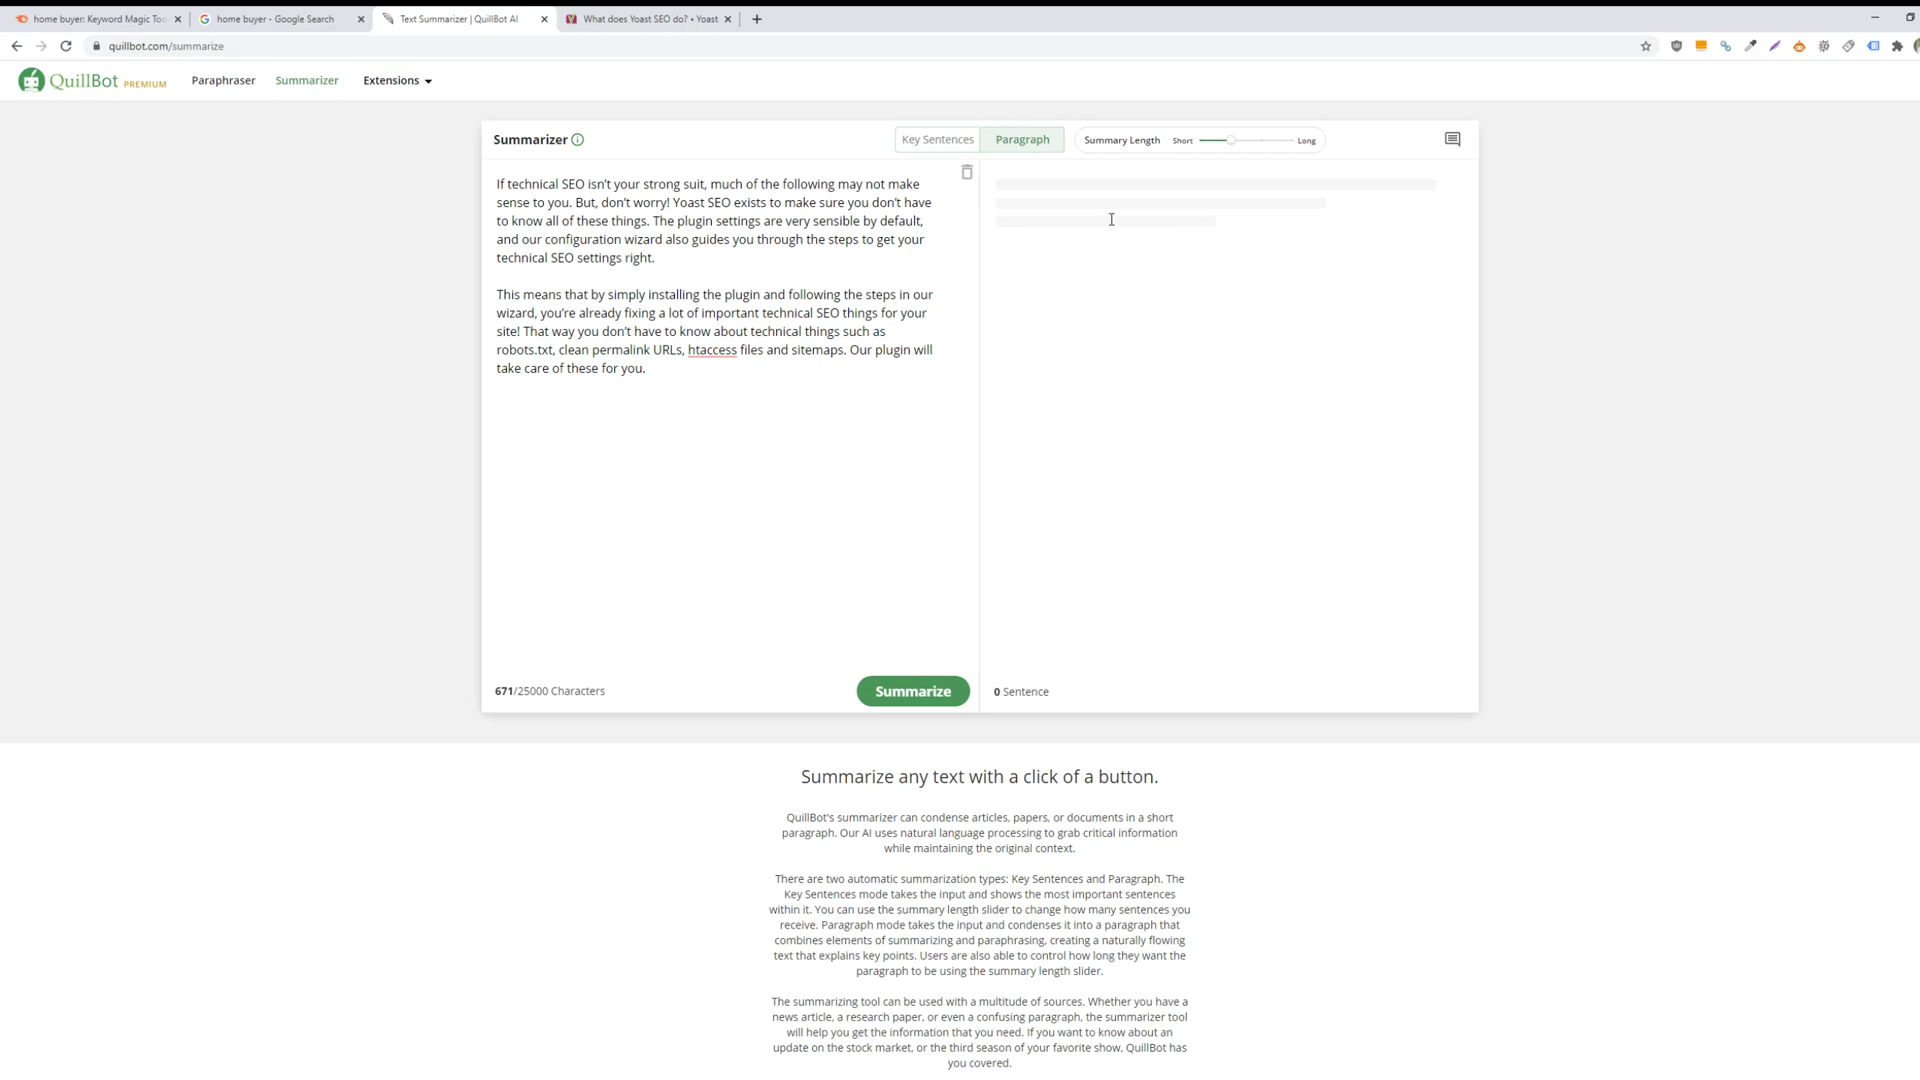 home buyer: Keyword Magic Too
home buyer - Google Search
Text Summarizer | QuillBot AI
What does Yoast SEO do? • Yoast
quillbot.com/summarize
QuillBot PREMIUM
Paraphraser
Summarizer
Extensions
Summarizer
Key Sentences
Paragraph
Summary Length
Short
Long
If technical SEO isn’t your strong suit, much of the following may not make
sense to you. But, don’t worry! Yoast SEO exists to make sure you don’t have
to know all of these things. The plugin settings are very sensible by default,
and our configuration wizard also guides you through the steps to get your
technical SEO settings right.
This means that by simply installing the plugin and following the steps in our
wizard, you’re already fixing a lot of important technical SEO things for your
site! That way you don’t have to know about technical things such as
robots.txt, clean permalink URLs, htaccess files and sitemaps. Our plugin will
take care of these for you.
671/25000 Characters
Summarize
0 Sentence
Summarize any text with a click of a button.
QuillBot's summarizer can condense articles, papers, or documents in a short
paragraph. Our AI uses natural language processing to grab critical information
while maintaining the original context.
There are two automatic summarization types: Key Sentences and Paragraph. The
Key Sentences mode takes the input and shows the most important sentences
within it. You can use the summary length slider to change how many sentences you
receive. Paragraph mode takes the input and condenses it into a paragraph that
combines elements of summarizing and paraphrasing, creating a naturally flowing
text that explains key points. Users are also able to control how long they want the
paragraph to be using the summary length slider.
The summarizing tool can be used with a multitude of sources. Whether you have a
news article, a research paper, or even a confusing paragraph, the summarizer tool
will help you get the information that you need. If you want to know about an
update on the stock market, or the third season of your favorite show, QuillBot has
you covered.